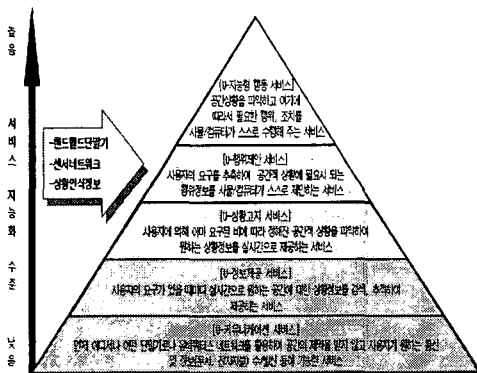 높음
서비스 지능화 수준
낮음
-핸드헬드단말기
-센서네트워크
-상황인식정보
[U-지능형 행동 서비스]
공간상황을 파악하고 여기에
따라서 필요한 행위, 조치를
사물/컴퓨터가 스스로 수행해 주는 서비스
[U-행위제안 서비스]
사용자의 요구를 추측하여 공간적 상황에 필요시 되는
행위정보를 사물/컴퓨터가 스스로 제안하는 서비스
[U-상황고지 서비스]
사용자에 의해 이미 요구된 바에 따라 정해진 공간적 상황을 파악하여
원하는 상황정보를 실시간으로 제공하는 서비스
[U-정보제공 서비스]
사용자의 요구가 있을 때마다 실시간으로 원하는 공간에 대한 상황정보를 검색, 추적하여
제공하는 서비스
[U-커뮤니케이션 서비스]
언제 어디서나 어떤 단말기로나 유비쿼터스 네트워크를 활용하여 공간의 제약을 받지 않고 사용자가 원하는 통신
및 정보(문서, 전자파일) 수/발신 등이 가능한 서비스